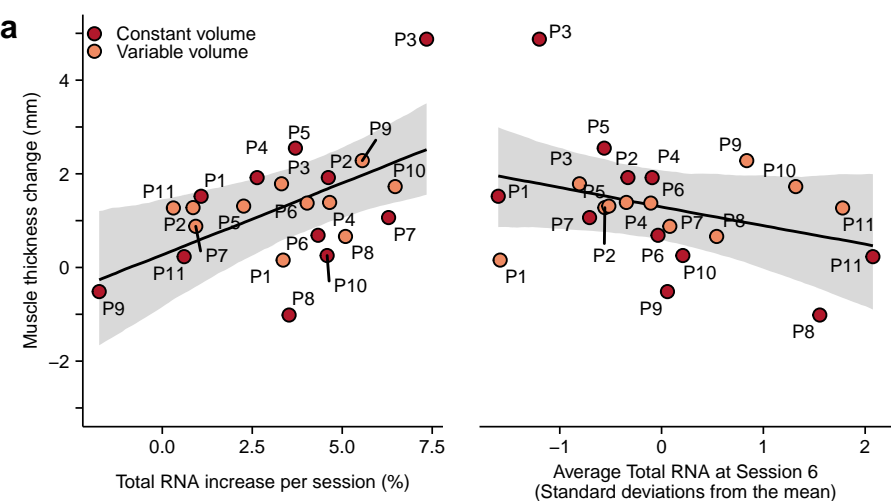 a
Constant volume
Variable volume
Muscle thickness change (mm)
4
2
0
−2
P3
P5
P9
P4
P3
P2
P1
P10
P11
P2
P5
P6
P4
P7
P7
P6
P8
P11
P1
P10
P9
P8
0.0
2.5
5.0
7.5
Total RNA increase per session (%)
P3
P5
P9
P3
P2
P4
P10
P1
P5
P6
P7
P4
P7
P8
P11
P2
P6
P11
P1
P10
P9
P8
−1
0
1
2
Average Total RNA at Session 6
(Standard deviations from the mean)